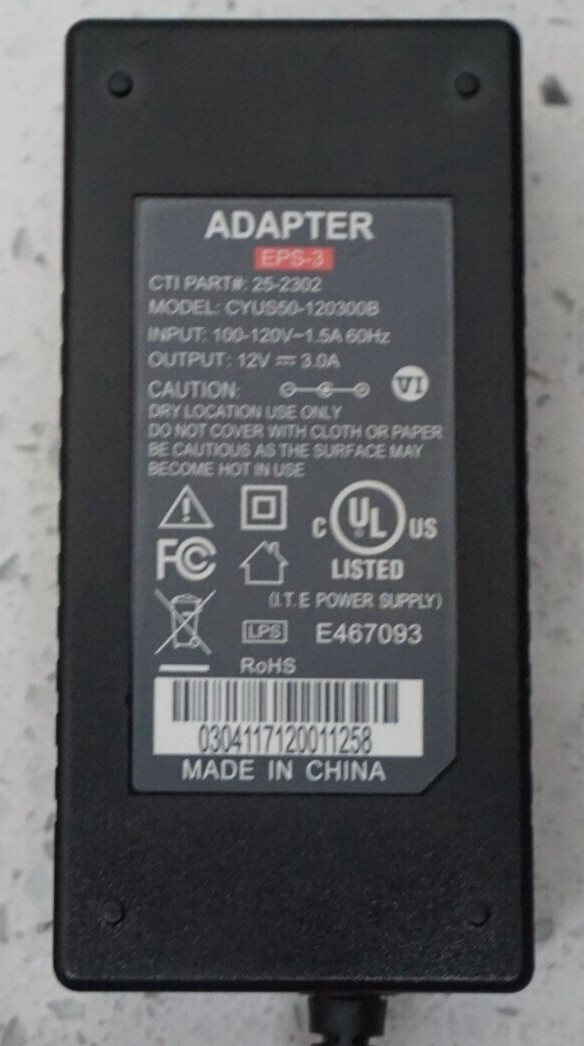 ADAPTER
EPS-3
CTI PART#: 25-2302
MODEL: CYUS50-120300B
INPUT: 100-120V~1.5A 60Hz
OUTPUT: 12V ⎓ 3.0A
CAUTION:
VI
DRY LOCATION USE ONLY
DO NOT COVER WITH CLOTH OR PAPER
BE CAUTIOUS AS THE SURFACE MAY
BECOME HOT IN USE
C UL US
®
FC
LISTED
(I.T.E POWER SUPPLY)
LPS E467093
RoHS
0304117120011258
MADE IN CHINA